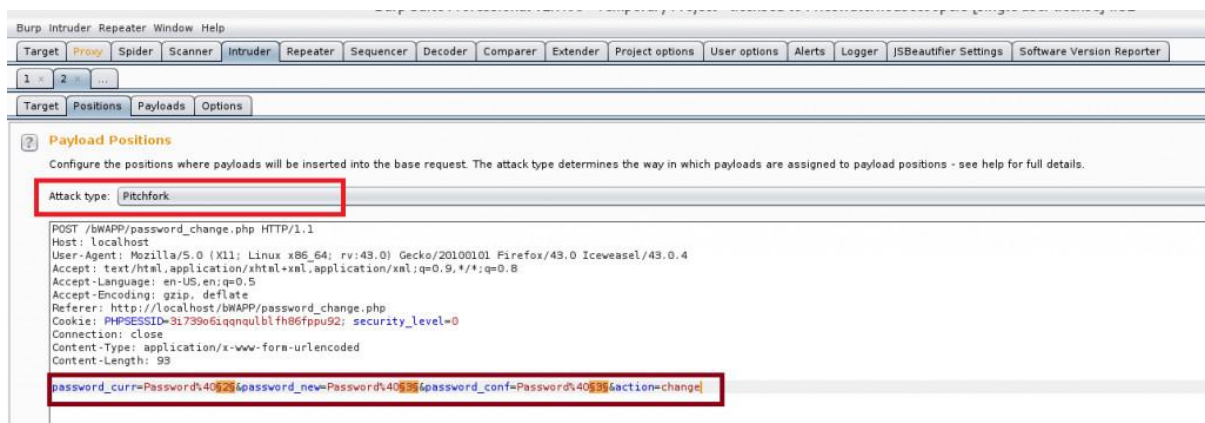 Burp Intruder Repeater Window Help
Target Proxy Spider Scanner Intruder Repeater Sequencer Decoder Comparer Extender Project options User options Alerts Logger JSBeautifier Settings Software Version Reporter
1 × 2 × ...
Target Positions Payloads Options
? Payload Positions
Configure the positions where payloads will be inserted into the base request. The attack type determines the way in which payloads are assigned to payload positions - see help for full details.
Attack type: Pitchfork
POST /bWAPP/password_change.php HTTP/1.1
Host: localhost
User-Agent: Mozilla/5.0 (X11; Linux x86_64; rv:43.0) Gecko/20100101 Firefox/43.0 Iceweasel/43.0.4
Accept: text/html,application/xhtml+xml,application/xml;q=0.9,*/*;q=0.8
Accept-Language: en-US,en;q=0.5
Accept-Encoding: gzip, deflate
Referer: http://localhost/bWAPP/password_change.php
Cookie: PHPSESSID=3i739o6iqqnqulblfh86fppu92; security_level=0
Connection: close
Content-Type: application/x-www-form-urlencoded
Content-Length: 93
password_curr=Password%40§2§&password_new=Password%40§3§&password_conf=Password%40§3§&action=change